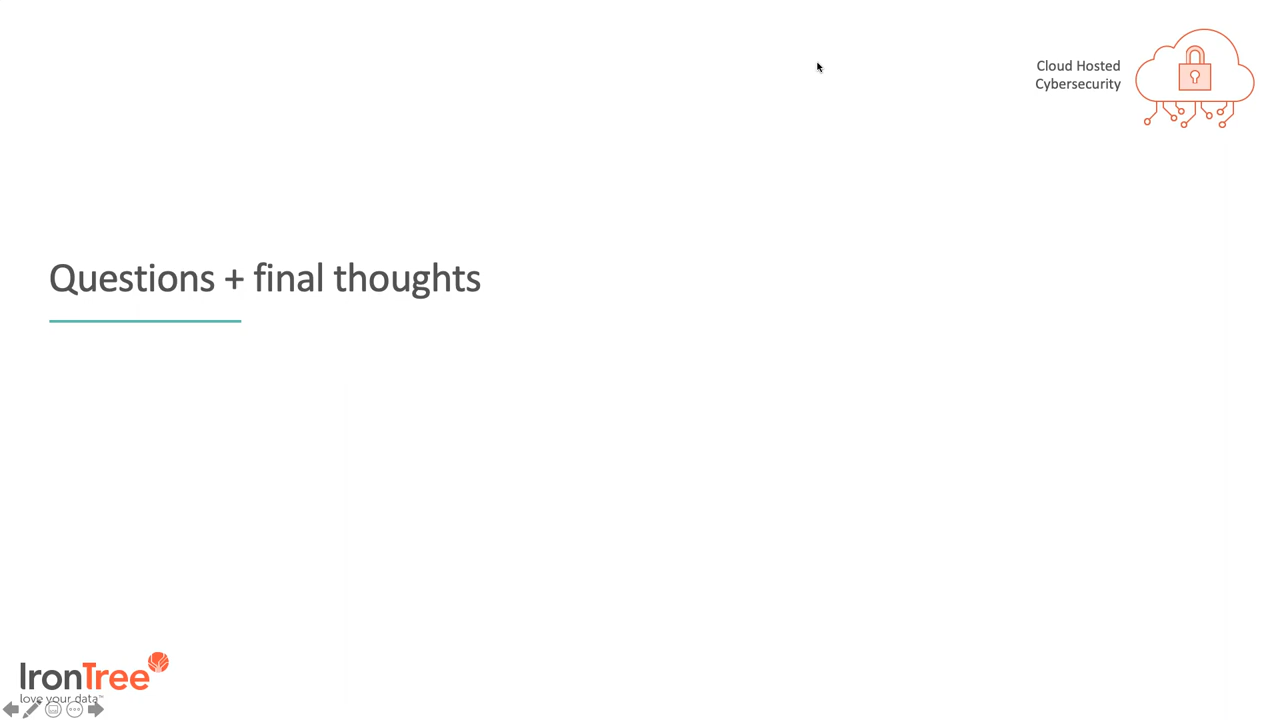 Cloud Hosted
Cybersecurity
Questions + final thoughts
IronTree
love your data™